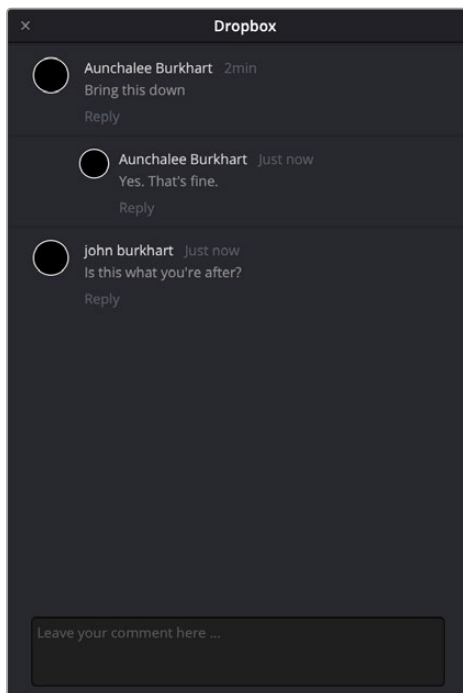 × Dropbox
Aunchalee Burkhart 2min
Bring this down
Reply
Aunchalee Burkhart Just now
Yes. That's fine.
Reply
john burkhart Just now
Is this what you're after?
Reply
Leave your comment here ...